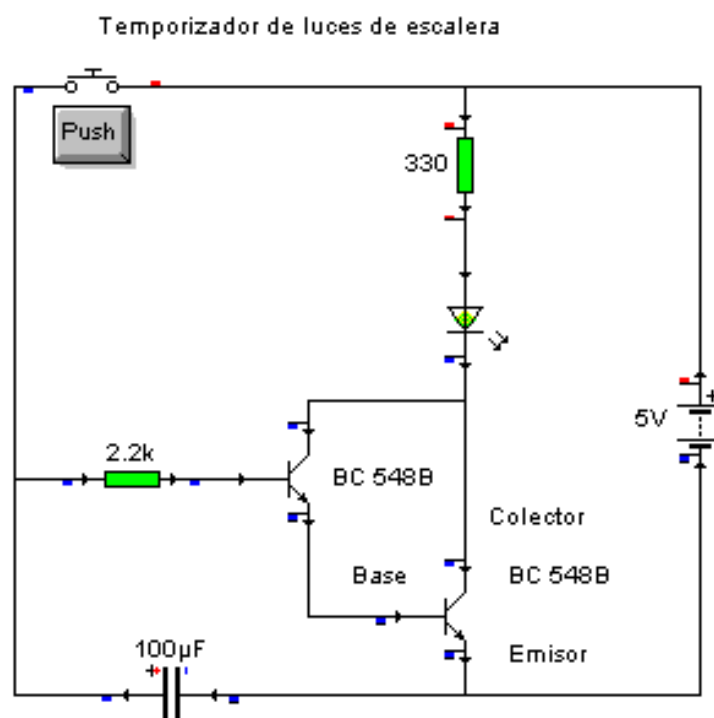 Temporizador de luces de escalera
Push
330
5V
2.2k
BC 548B
Colector
Base
BC 548B
100µF
Emisor